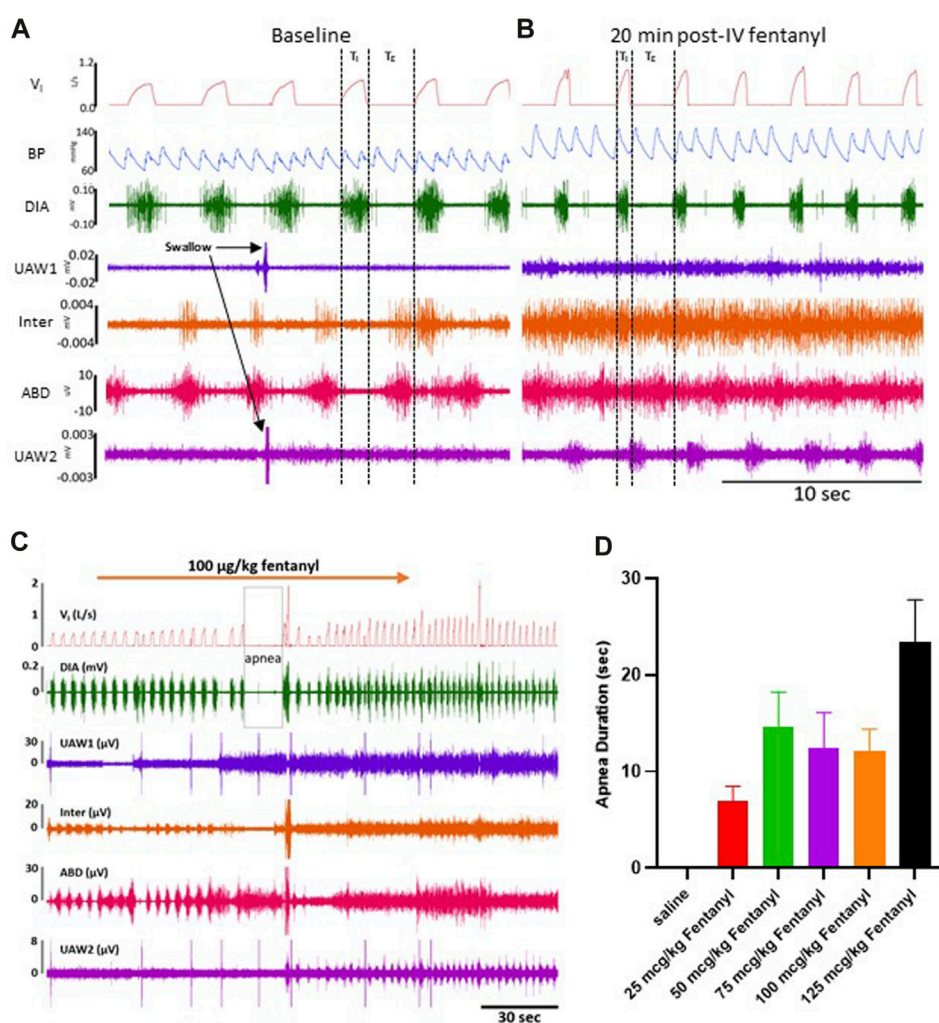 A
Baseline
B
20 min post-IV fentanyl
TI
TE
TI
TE
VI
L/s
1.2
0.0
BP
mmHg
140
60
DIA
mV
0.10
-0.10
Swallow
UAW1
mV
0.02
-0.02
Inter
mV
0.004
-0.004
ABD
uV
10
-10
UAW2
mV
0.003
-0.003
10 sec
C
100 µg/kg fentanyl
2
1
0
VI (L/s)
apnea
DIA (mV)
0.2
0
UAW1 (µV)
30
0
Inter (µV)
20
0
ABD (µV)
30
0
UAW2 (µV)
8
0
30 sec
D
Apnea Duration (sec)
30
20
10
0
saline
25 mcg/kg Fentanyl
50 mcg/kg Fentanyl
75 mcg/kg Fentanyl
100 mcg/kg Fentanyl
125 mcg/kg Fentanyl